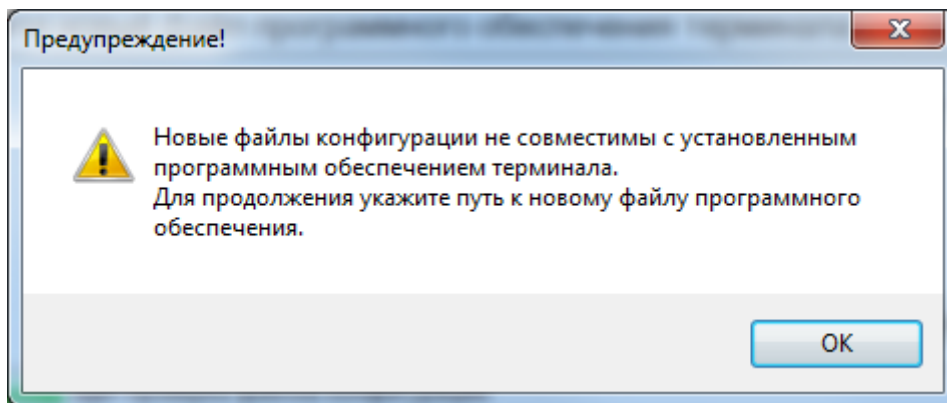 Предупреждение!
Новые файлы конфигурации не совместимы с установленным
программным обеспечением терминала.
Для продолжения укажите путь к новому файлу программного
обеспечения.
OK